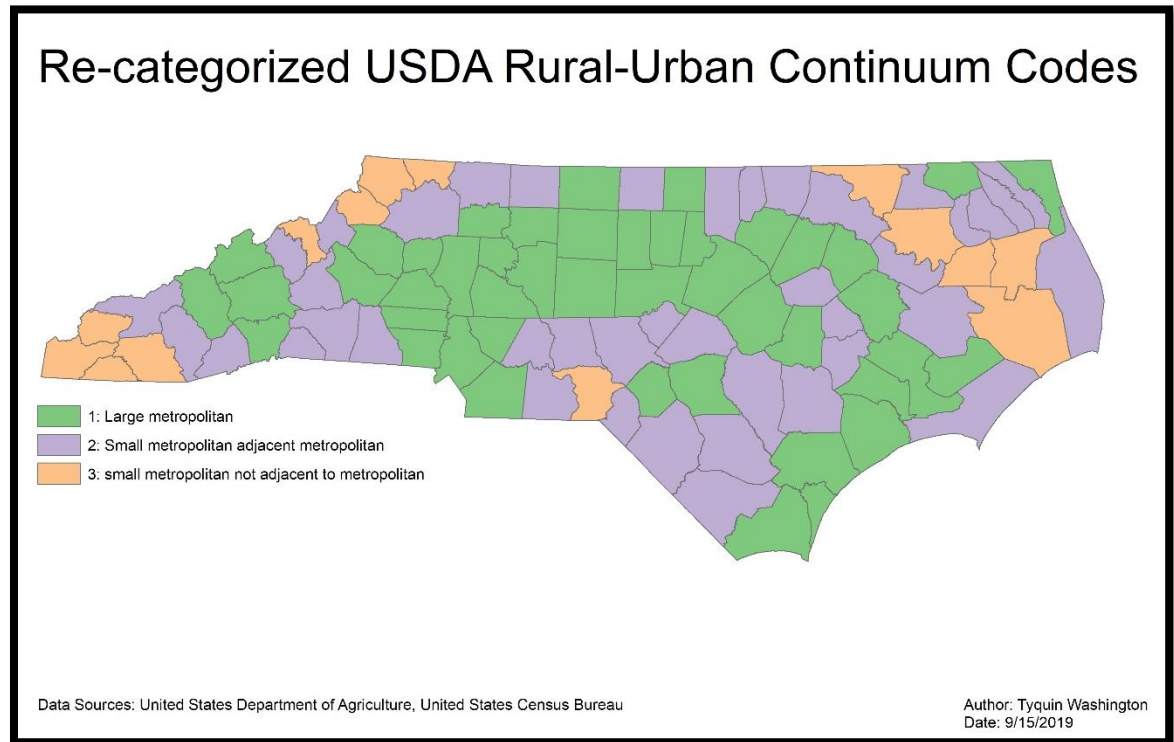 Re-categorized USDA Rural-Urban Continuum Codes
1: Large metropolitan
2: Small metropolitan adjacent metropolitan
3: small metropolitan not adjacent to metropolitan
Data Sources: United States Department of Agriculture, United States Census Bureau
Author: Tyquin Washington
Date: 9/15/2019